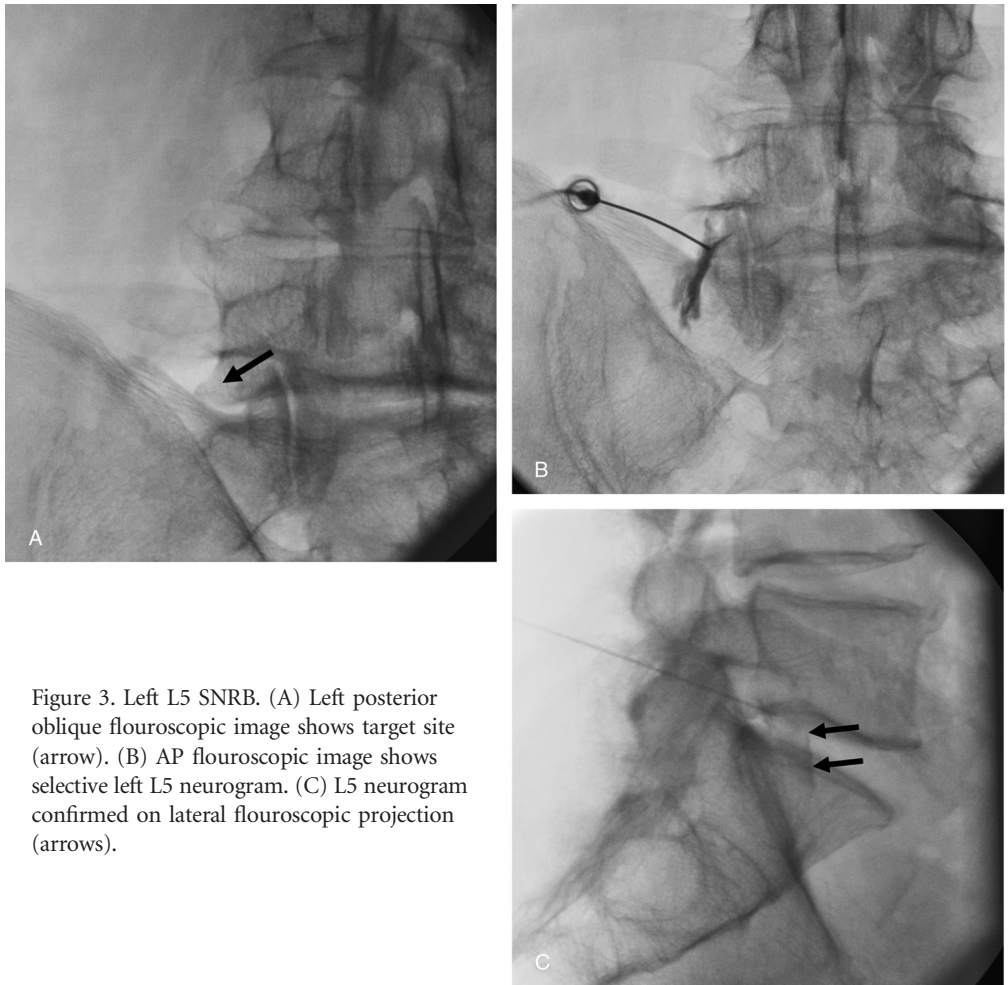 A
B
C
Figure 3. Left L5 SNRB. (A) Left posterior
oblique flouroscopic image shows target site
(arrow). (B) AP flouroscopic image shows
selective left L5 neurogram. (C) L5 neurogram
confirmed on lateral flouroscopic projection
(arrows).